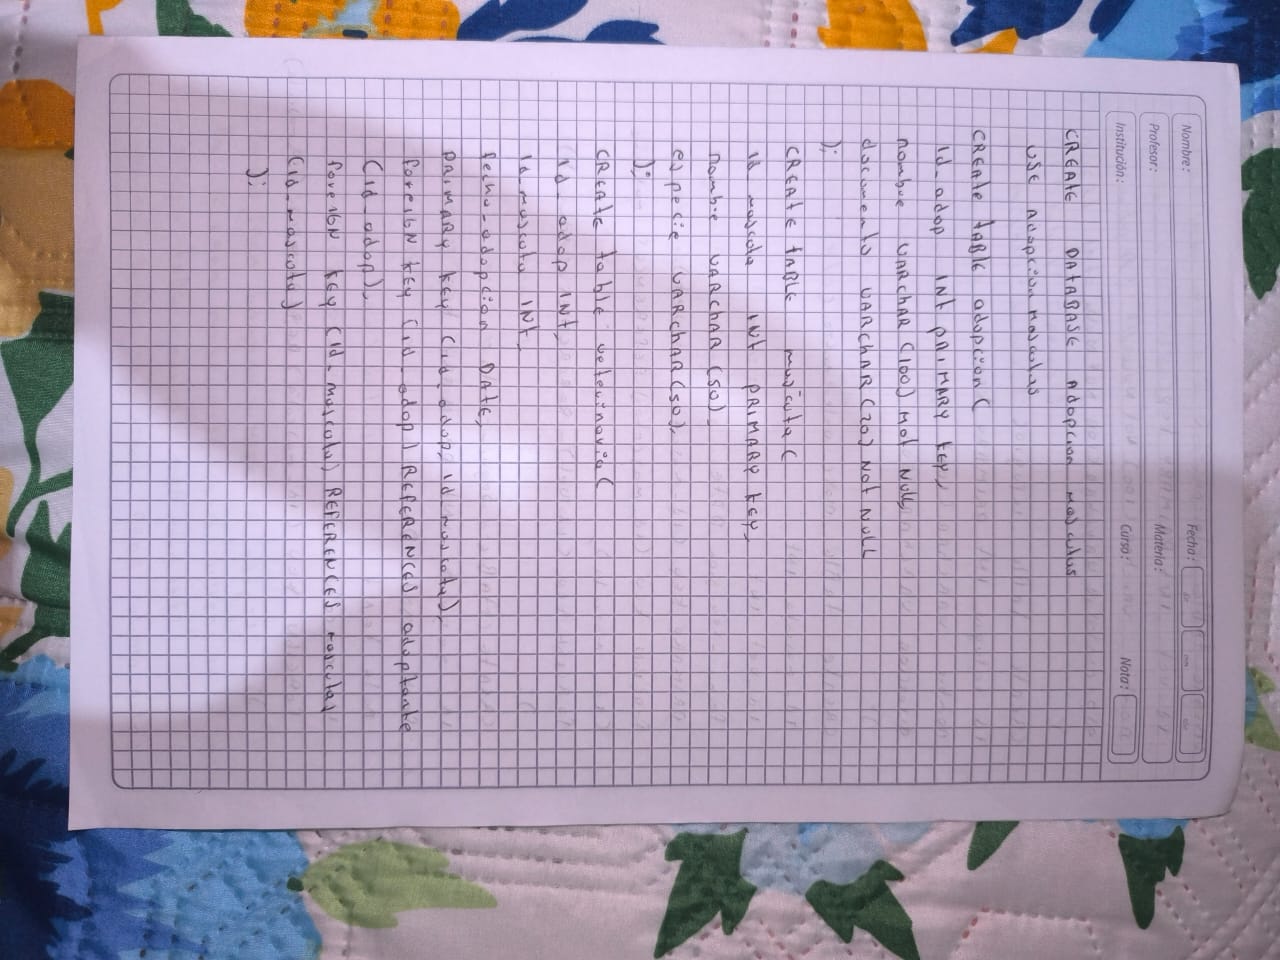 Nombre:
Fecha:
Profesor:
Materia:
Institución:
Curso:
Nota:
CREATE DATABASE adopcion mascotas
use adopcion mascotas
CREATE TABLE adopcion (
Id_adop INT PRIMARY KEY,
nombre VARCHAR (100) Not NULL,
documento VARCHAR (20) Not NULL
);
CREATE TABLE mascota (
Id mascota INT PRIMARY KEY,
nombre VARCHAR (50),
especie VARCHAR (50),
);
CREATE table veterinaria (
id_adop INT,
Id mascota INT,
fecha_adopcion DATE,
PRIMARY KEY (id_adop, id mascota),
foreign KEY (id_adop) REFERENCES adoptante
(id_adop),
foreign KEY (id_mascota) REFERENCES mascotas
(id_mascota)
);